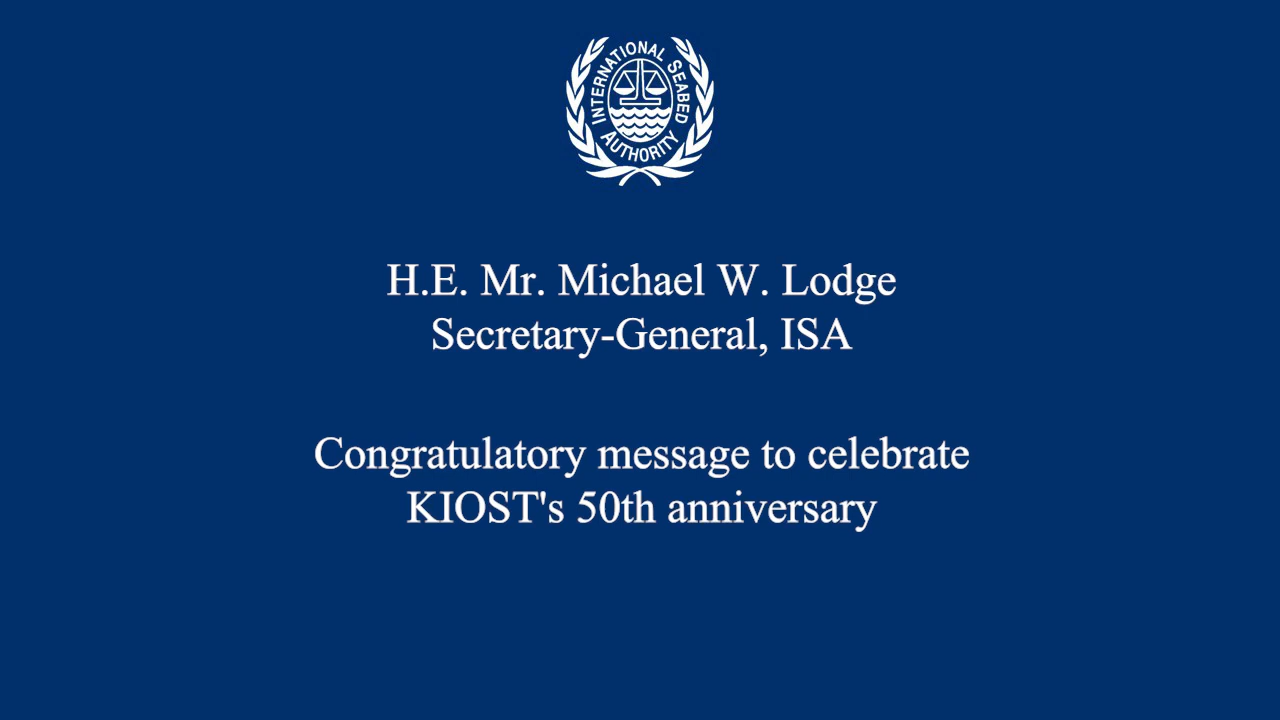 INTERNATIONAL SEABED
AUTHORITY
H.E. Mr. Michael W. Lodge
Secretary-General, ISA
Congratulatory message to celebrate
KIOST's 50th anniversary